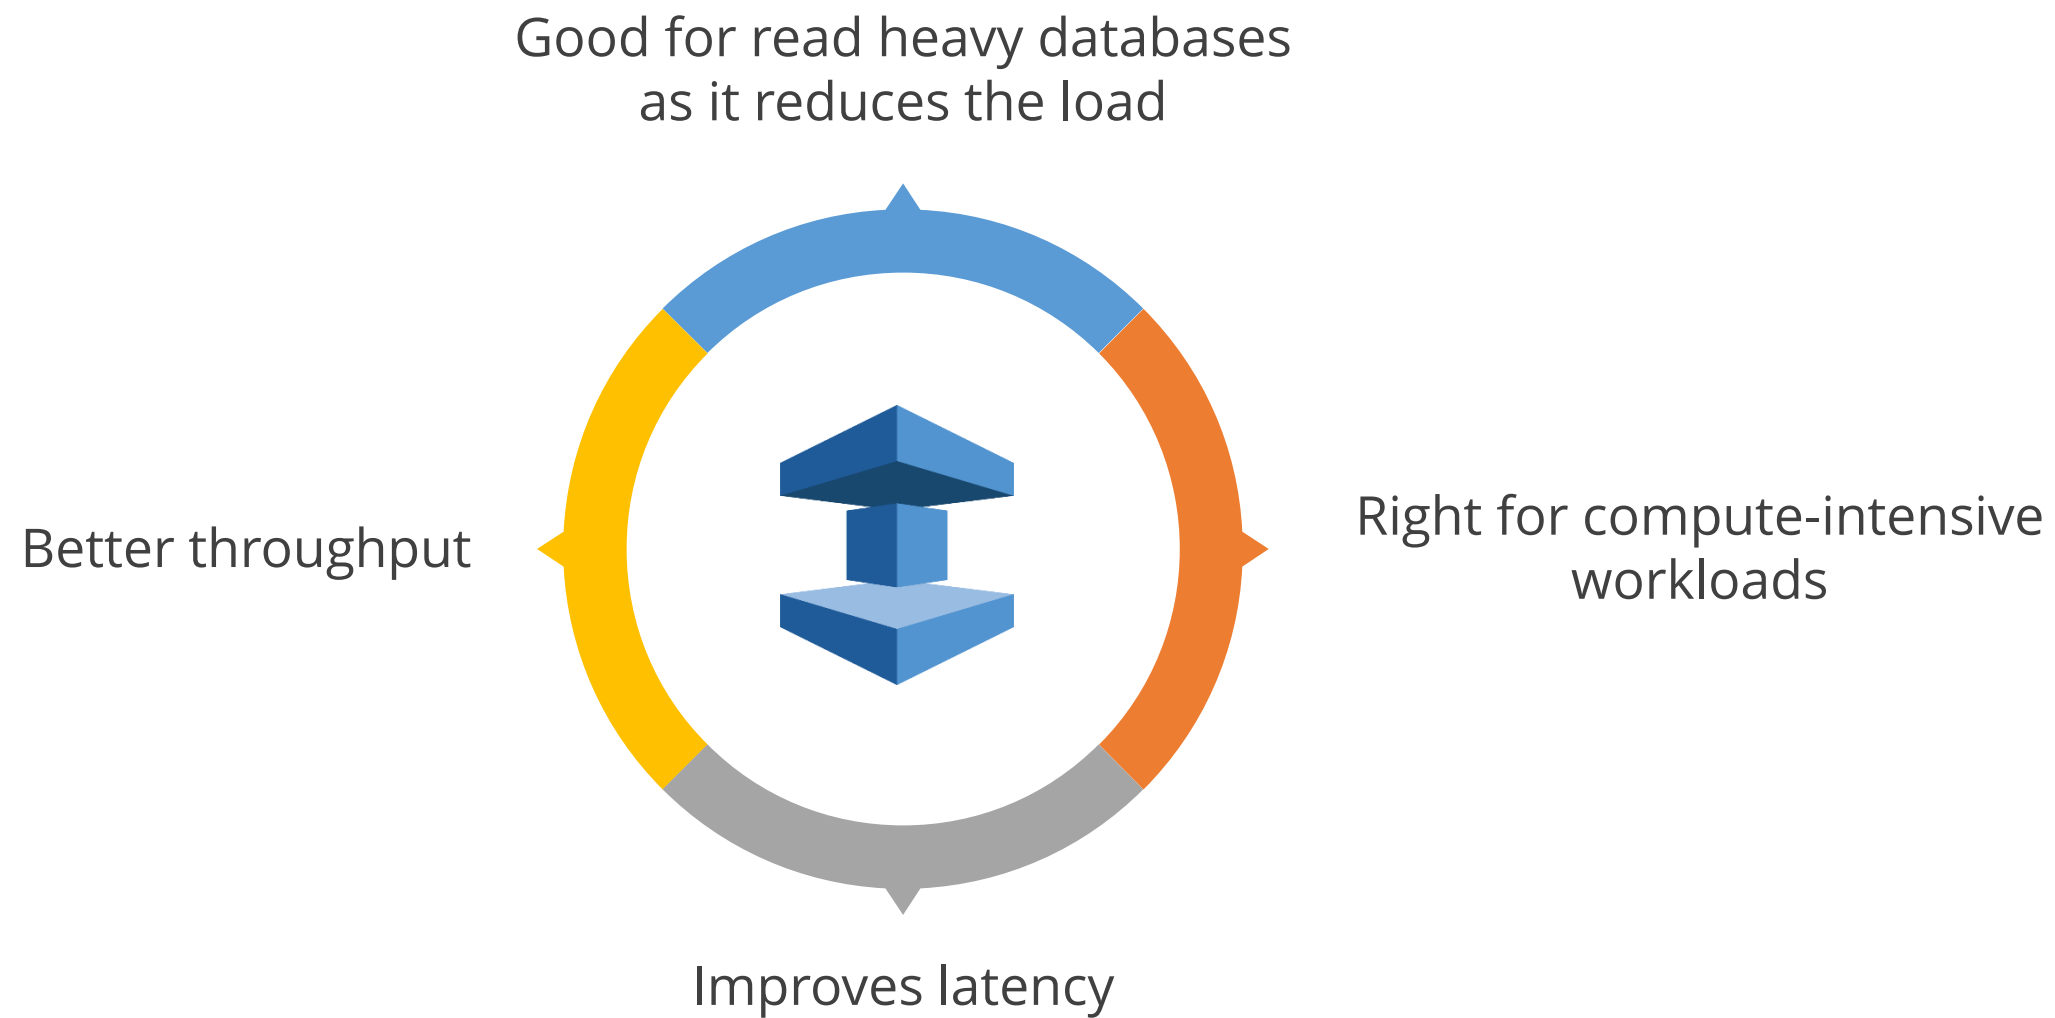 Good for read heavy databases
as it reduces the load
Right for compute-intensive
workloads
Better throughput
Improves latency